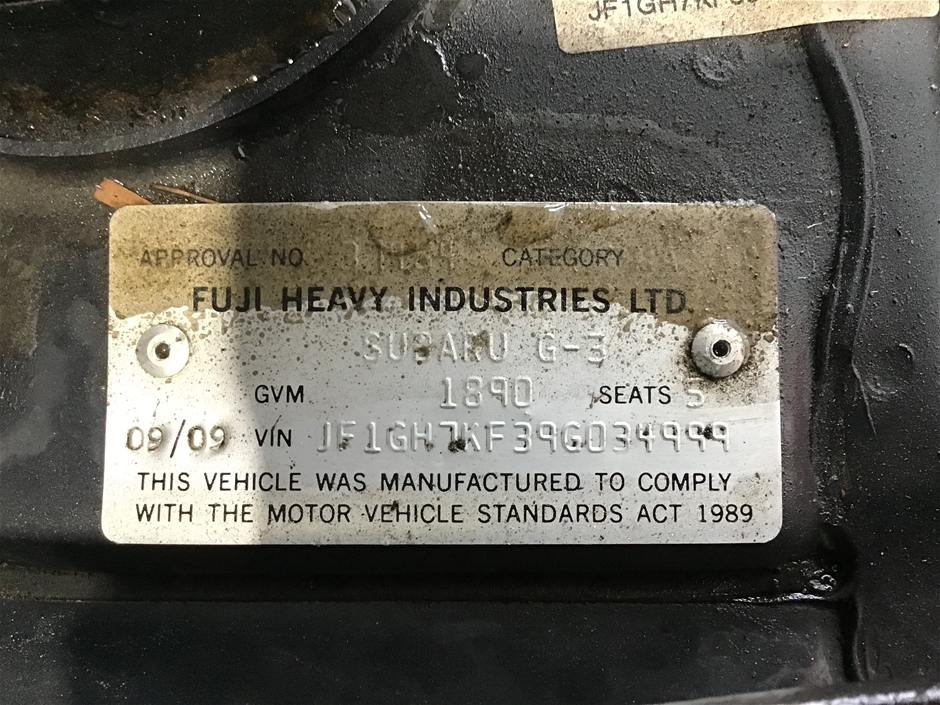 APPROVAL NO. CATEGORY
FUJI HEAVY INDUSTRIES LTD.
SUBARU G-3
GVM 1890 SEATS 5
09/09 VIN JF1GH7KF39G034999
THIS VEHICLE WAS MANUFACTURED TO COMPLY
WITH THE MOTOR VEHICLE STANDARDS ACT 1989